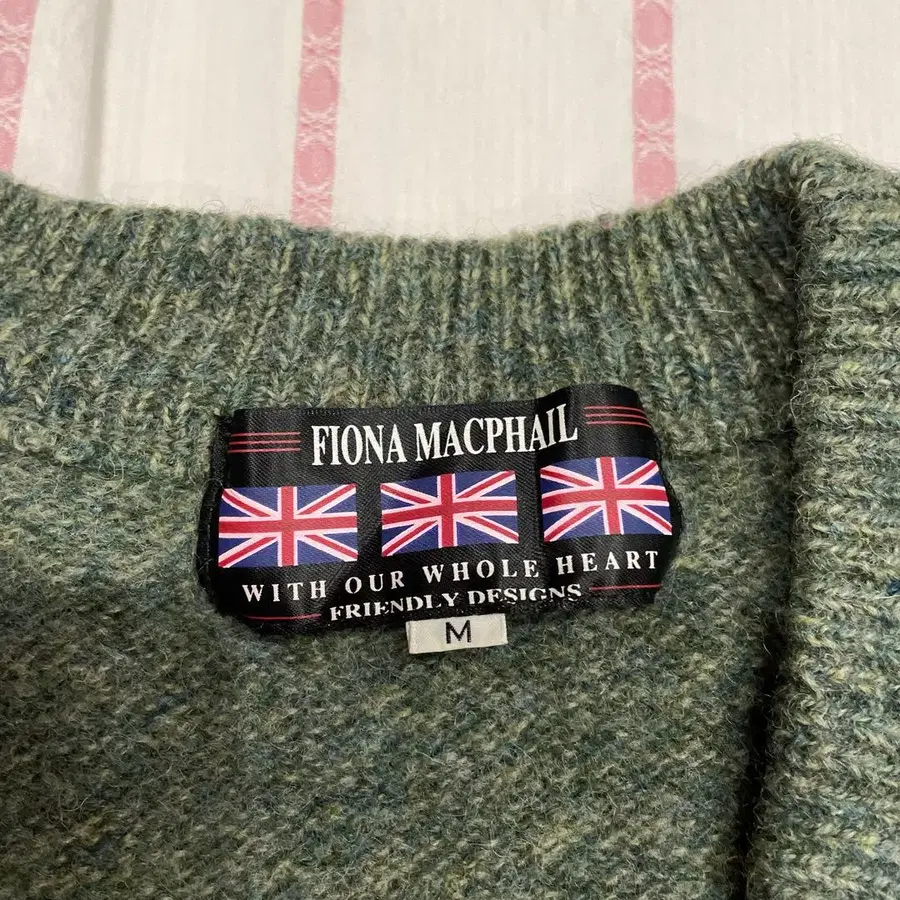 FIONA MACPHAIL
WITH OUR WHOLE HEART
FRIENDLY DESIGNS
M